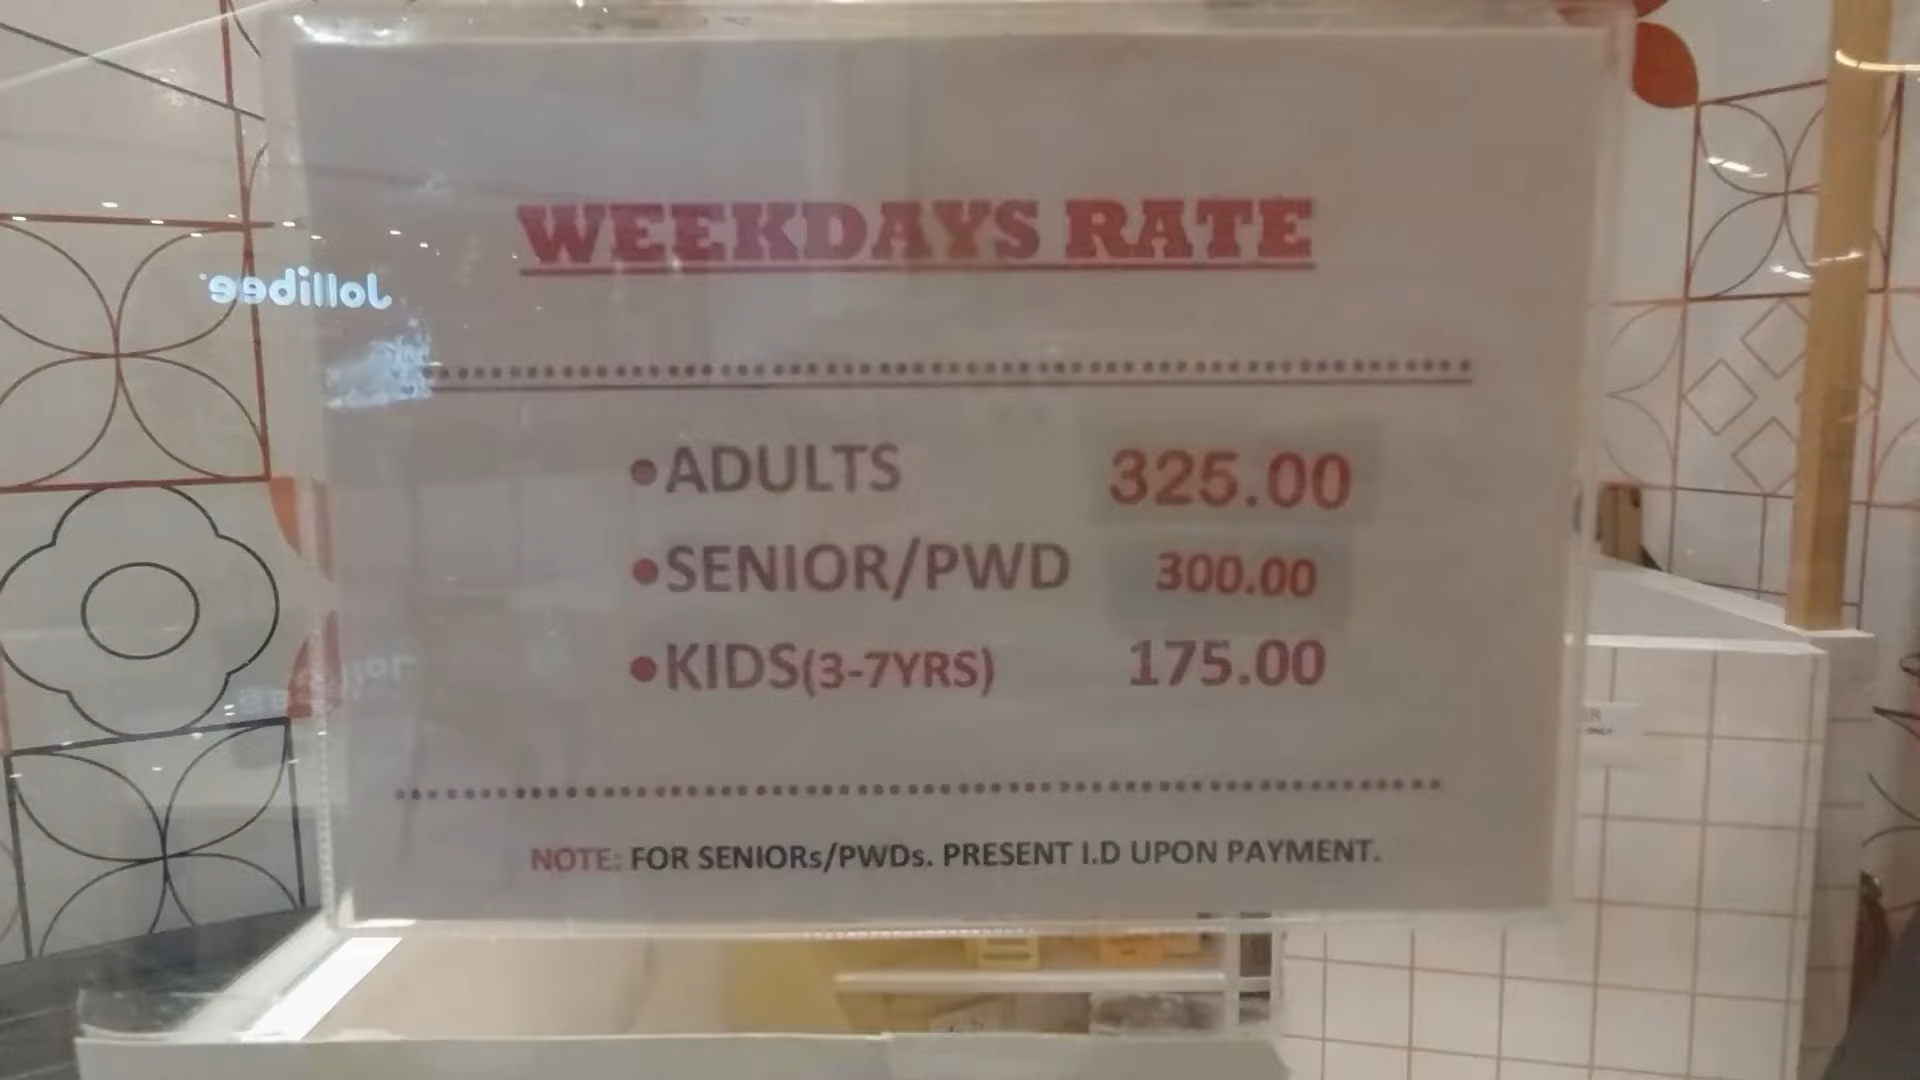 WEEKDAYS RATE
Jollibee
•ADULTS 325.00
•SENIOR/PWD 300.00
•KIDS(3-7YRS) 175.00
NOTE: FOR SENIORs/PWDs. PRESENT I.D UPON PAYMENT.
ONLY